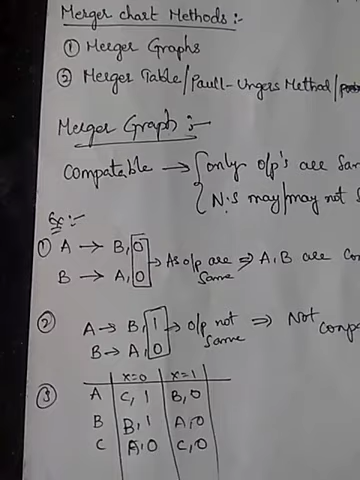 Merger chart Methods :-
① Merger Graphs
② Merger Table/Paull-Ungers Method/
Merger Graph :-
Compatable → { only o/p's are
N.S may/may not
Ex:-
① A → B, 0
B → A, 0 → As o/p are same ⇒ A, B are
② A → B, 1
B → A, 0 → o/p not same ⇒ Not
③ x=0 x=1
A C, 1 B, 0
B B, 1 A, 0
C A, 0 C, 0